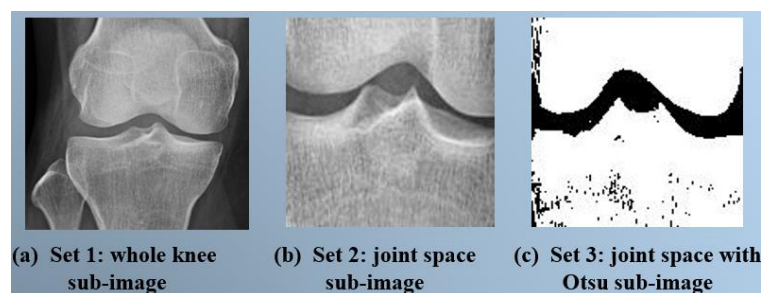 (a) Set 1: whole knee
sub-image
(b) Set 2: joint space
sub-image
(c) Set 3: joint space with
Otsu sub-image